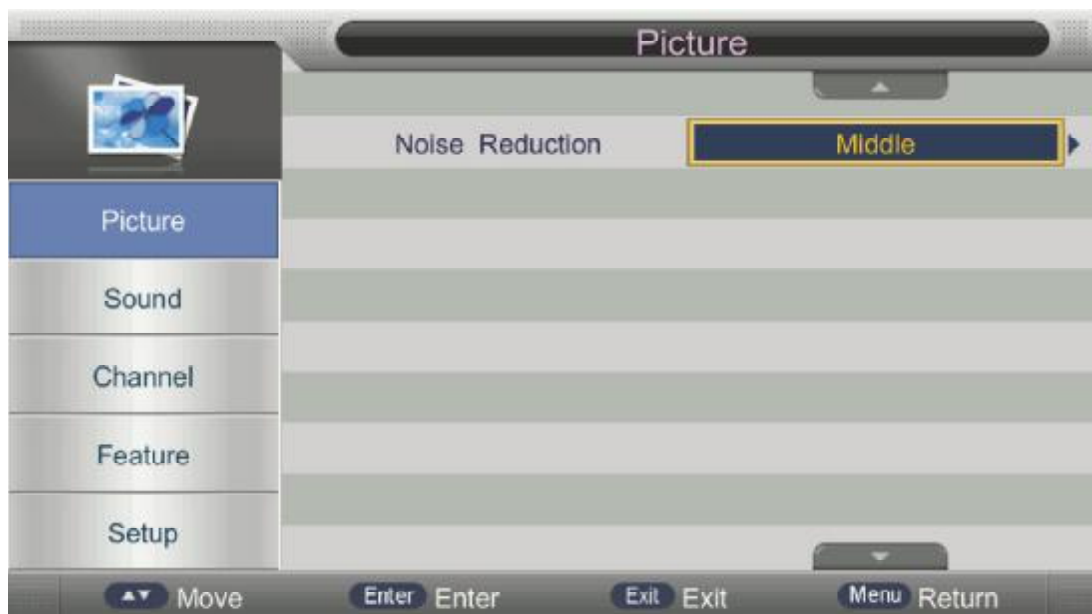 Picture
Noise Reduction Middle
Picture
Sound
Channel
Feature
Setup
Move Enter Enter Exit Exit Menu Return